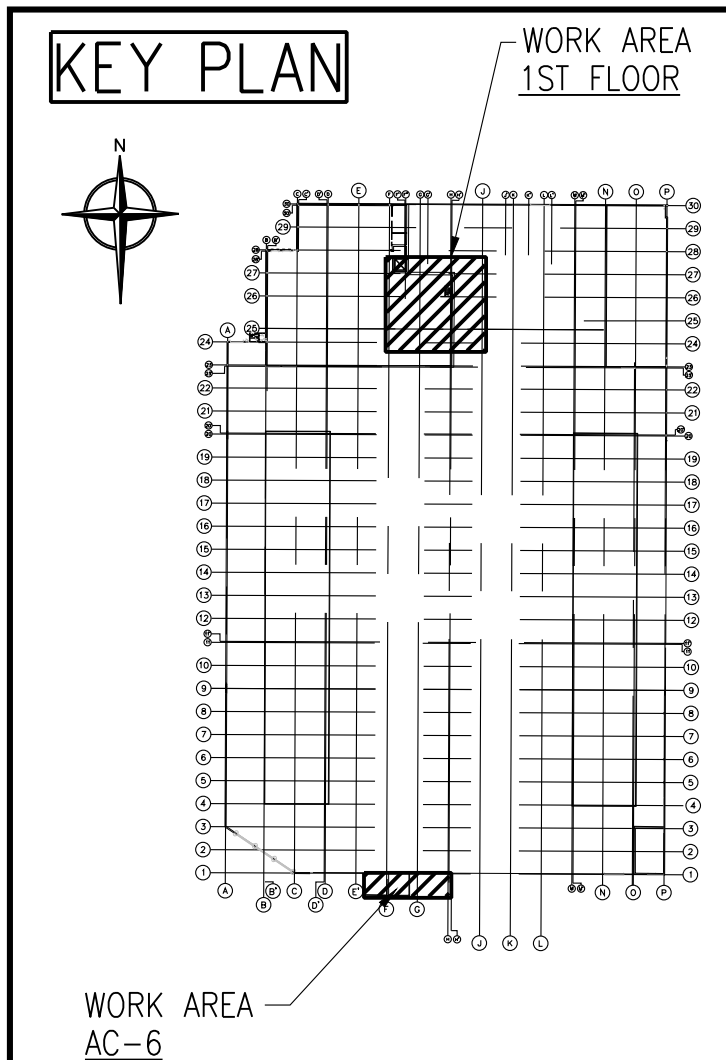 KEY PLAN
WORK AREA
1ST FLOOR
N
E F G J K L N O P
30
29 29
28
27 27
26 26
25 25
A
24 24
22 22
21 21
19 19
18 18
17 17
16 16
15 15
14 14
13 13
12 12
10 10
9 9
8 8
7 7
6 6
5 5
4 4
3 3
2 2
1 1
A B B' C D' D E' F G N O P
J K L
WORK AREA
AC-6